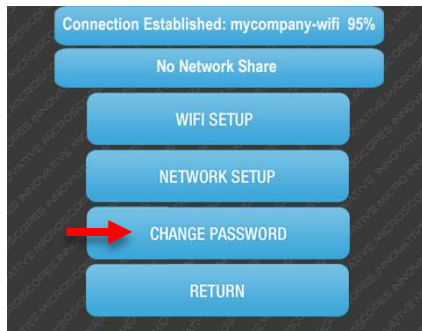 Connection Established: mycompany-wifi 95%
No Network Share
WIFI SETUP
NETWORK SETUP
CHANGE PASSWORD
RETURN